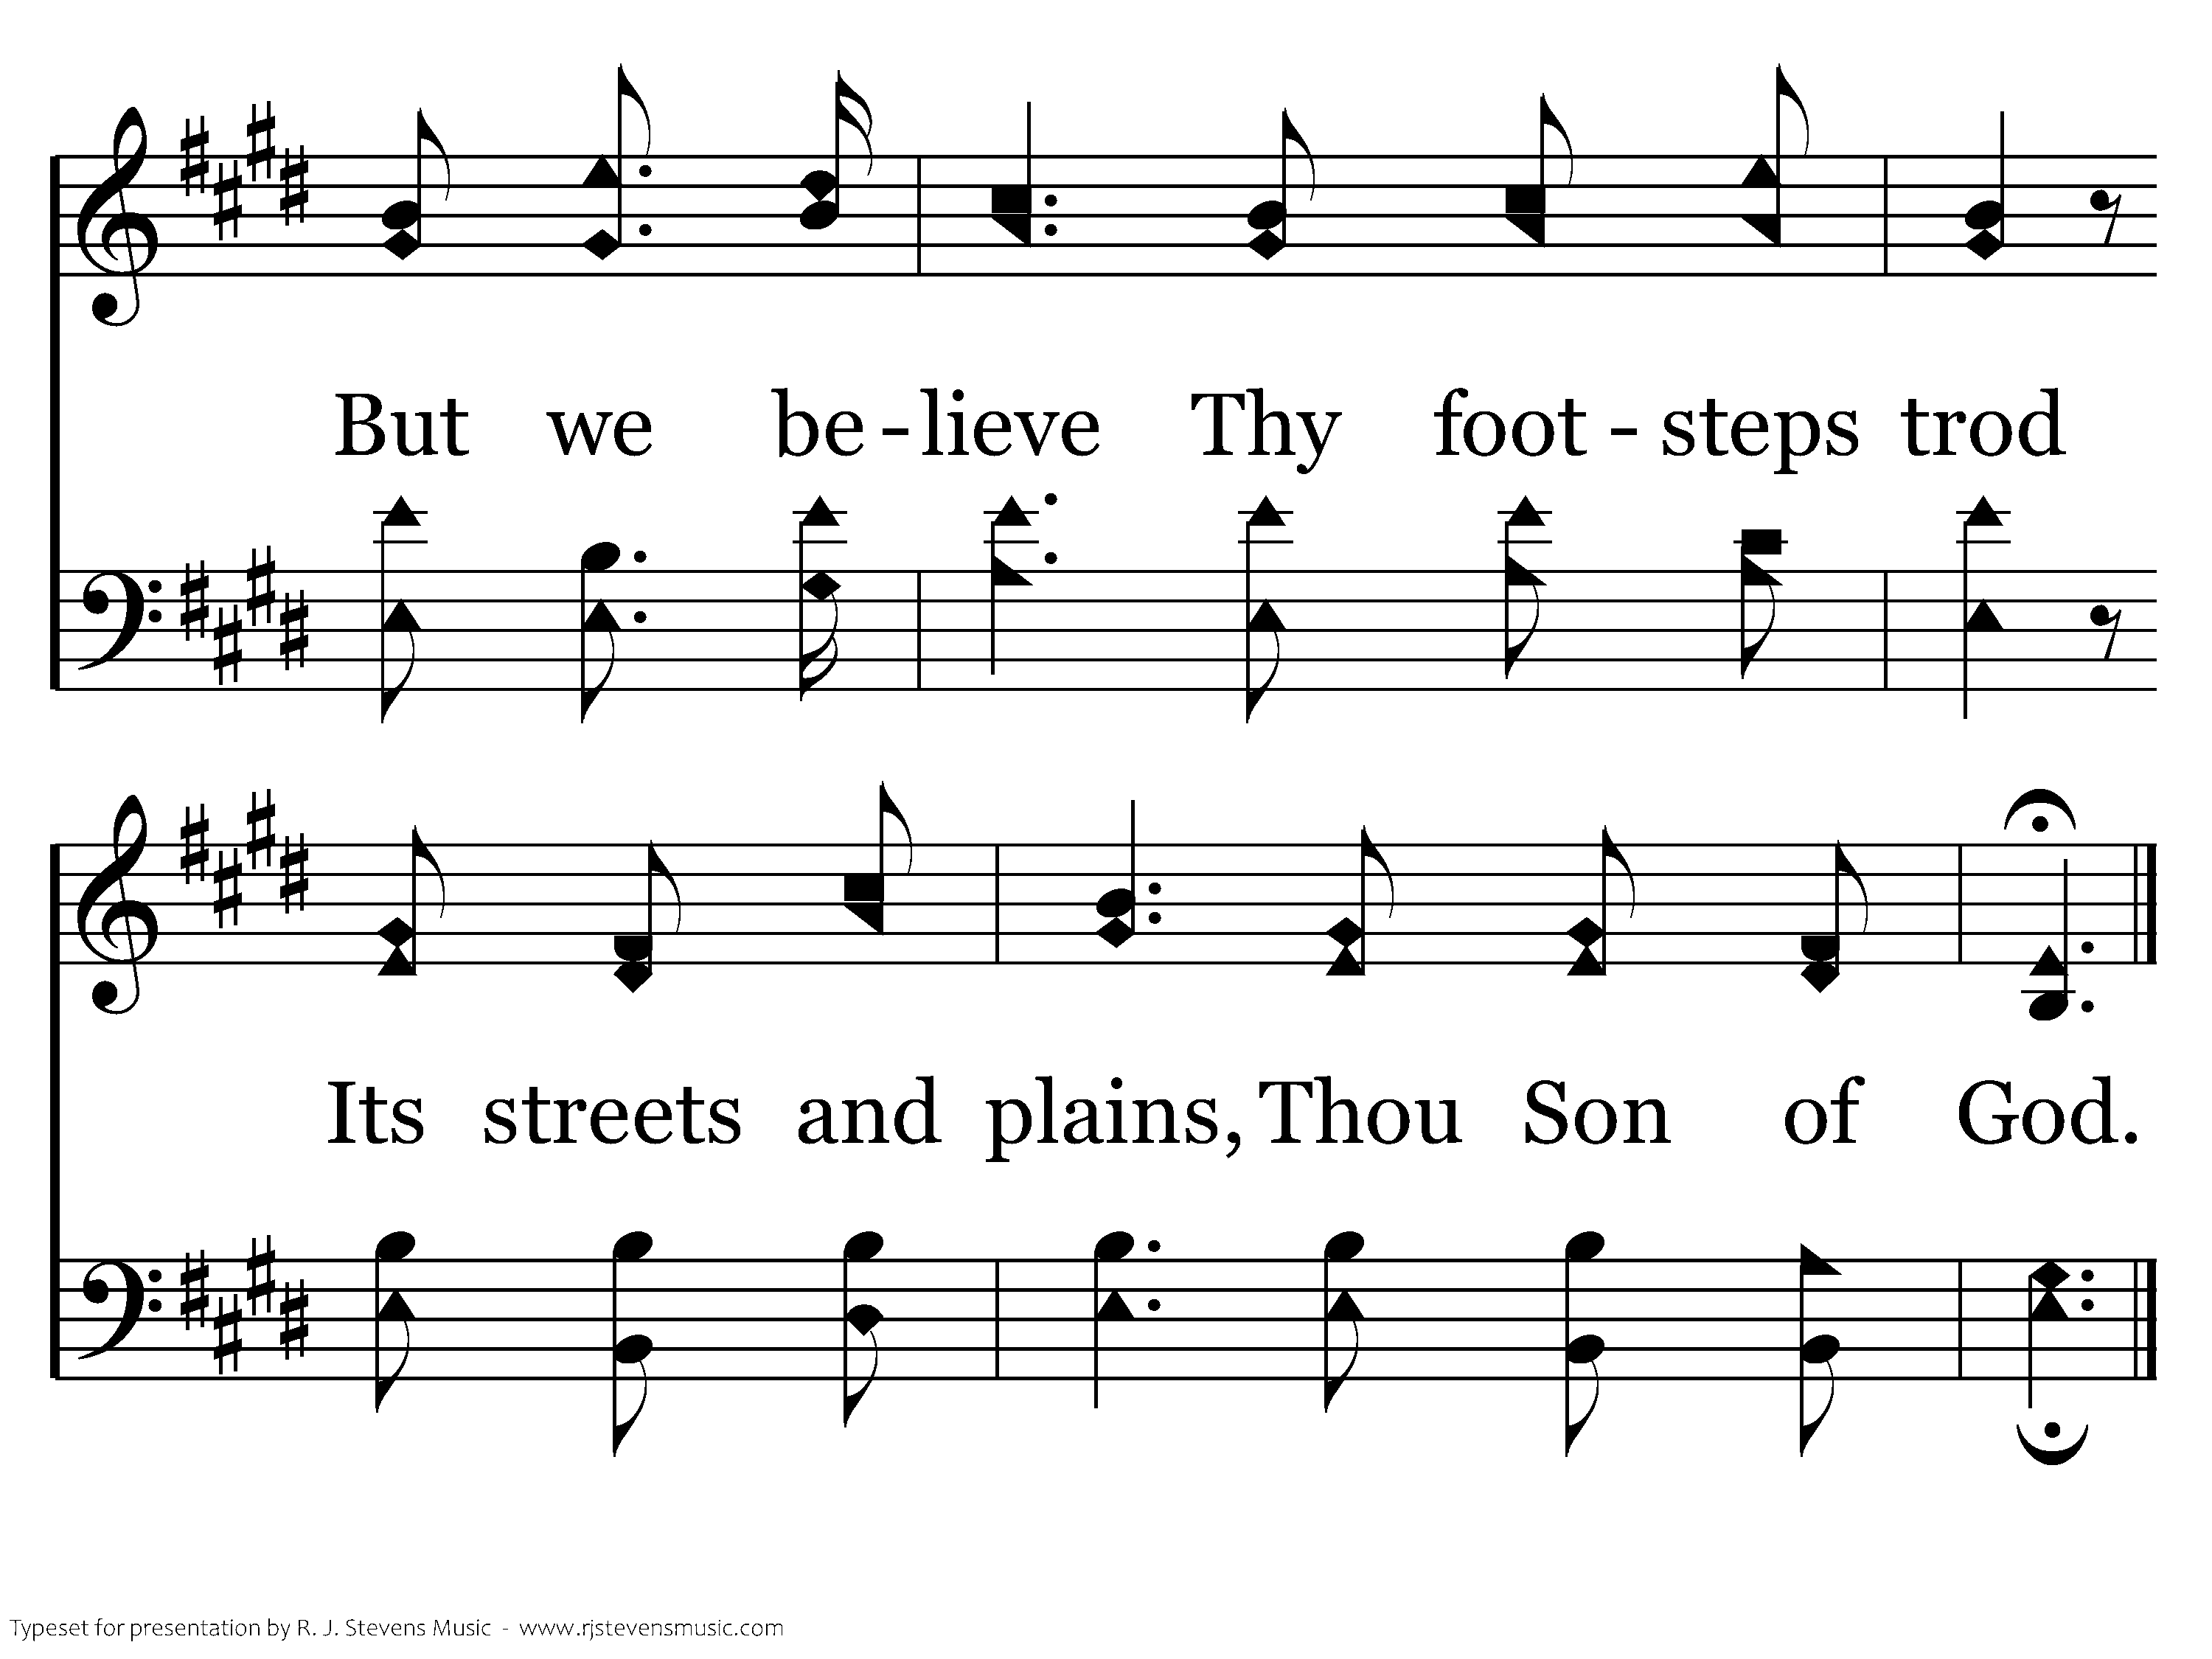 But we be - lieve Thy foot - steps trod
Its streets and plains, Thou Son of God.
Typeset for presentation by R. J. Stevens Music - www.rjstevensmusic.com